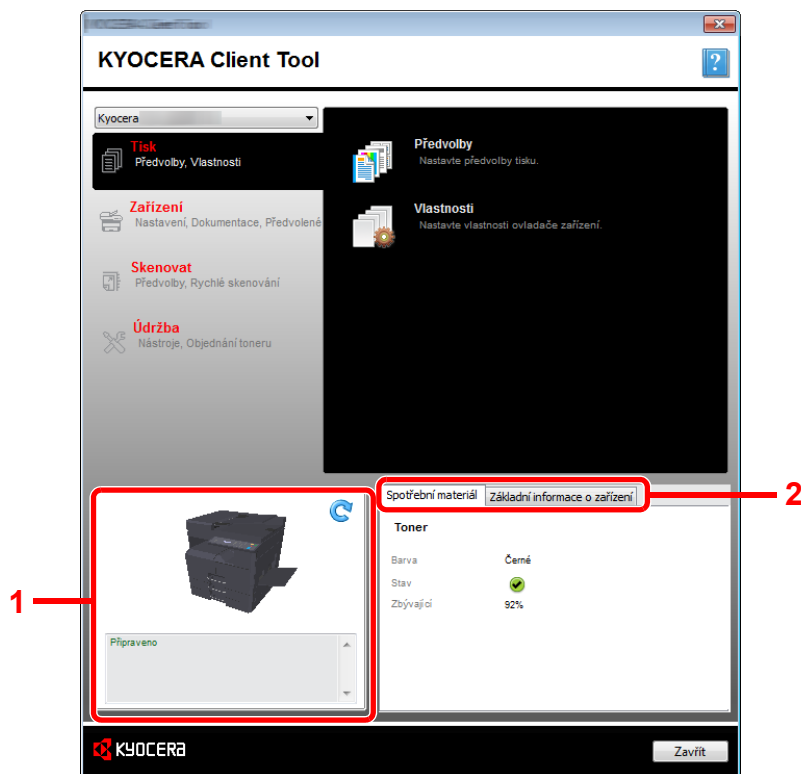 KYOCERA Client Tool
?
Kyocera
Tisk
Předvolby, Vlastnosti
Zařízení
Nastavení, Dokumentace, Předvolené
Skenovat
Předvolby, Rychlé skenování
Údržba
Nástroje, Objednání toneru
Předvolby
Nastavte předvolby tisku.
Vlastnosti
Nastavte vlastnosti ovladače zařízení.
1
Připraveno
Spotřební materiál Základní informace o zařízení
2
Toner
Barva Černé
Stav
Zbývající 92%
KYOCERA
Zavřít